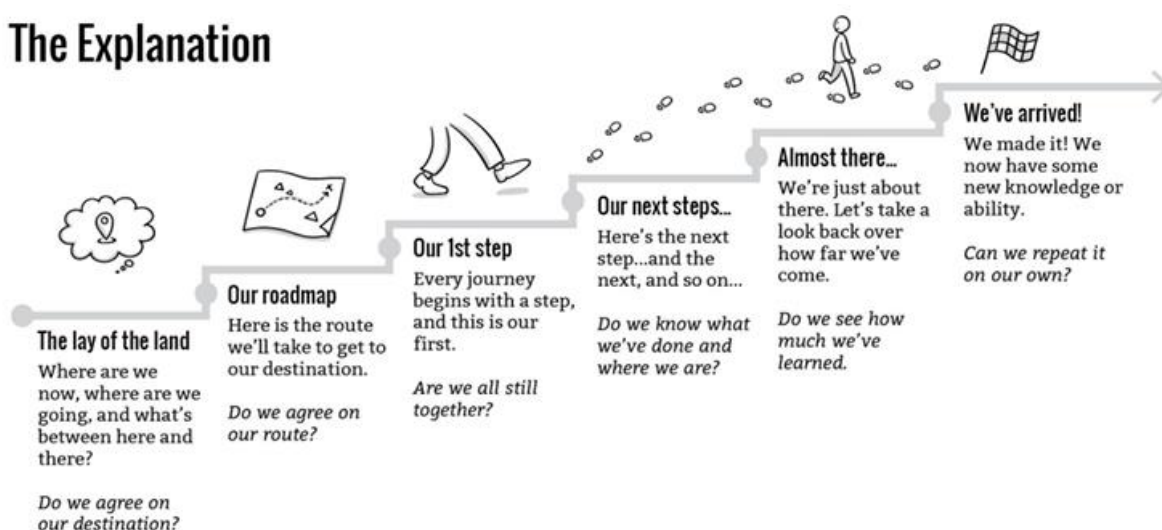 The Explanation
The lay of the land
Where are we
now, where are we
going, and what's
between here and
there?
Do we agree on
our destination?
Our roadmap
Here is the route
we'll take to get to
our destination.
Do we agree on
our route?
Our 1st step
Every journey
begins with a step,
and this is our
first.
Are we all still
together?
Our next steps...
Here's the next
step...and the
next, and so on...
Do we know what
we've done and
where we are?
Almost there...
We're just about
there. Let's take a
look back over
how far we've
come.
Do we see how
much we've
learned.
We've arrived!
We made it! We
now have some
new knowledge or
ability.
Can we repeat it
on our own?